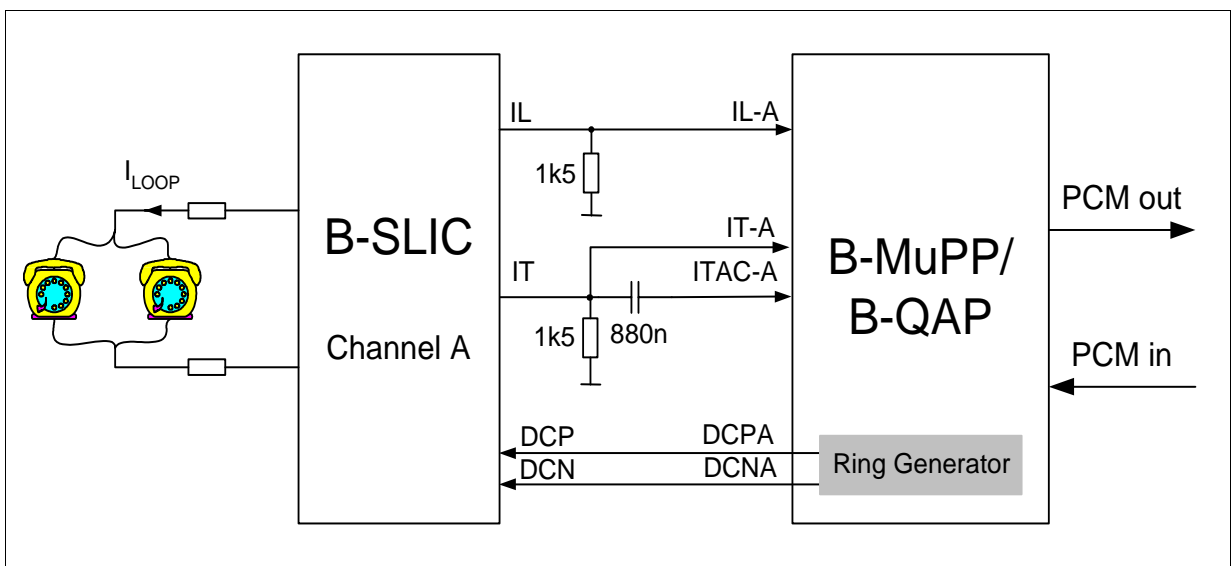 I LOOP
B-SLIC
Channel A
IL
IL-A
1k5
IT
IT-A
ITAC-A
1k5
880n
DCP
DCPA
DCN
DCNA
B-MuPP/
B-QAP
Ring Generator
PCM out
PCM in